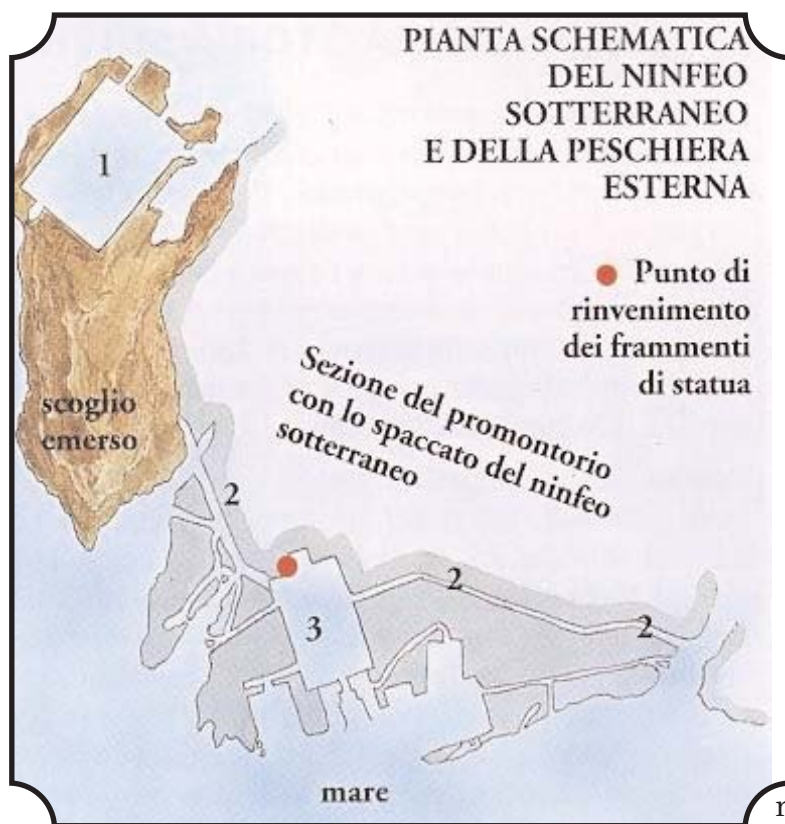 PIANTA SCHEMATICA
DEL NINFEO
SOTTERRANEO
E DELLA PESCHIERA
ESTERNA
Punto di
rinvenimento
dei frammenti
di statua
1
Sezione del promontorio
con lo spaccato del ninfeo
sotterraneo
scoglio
emerso
2
2
2
3
mare